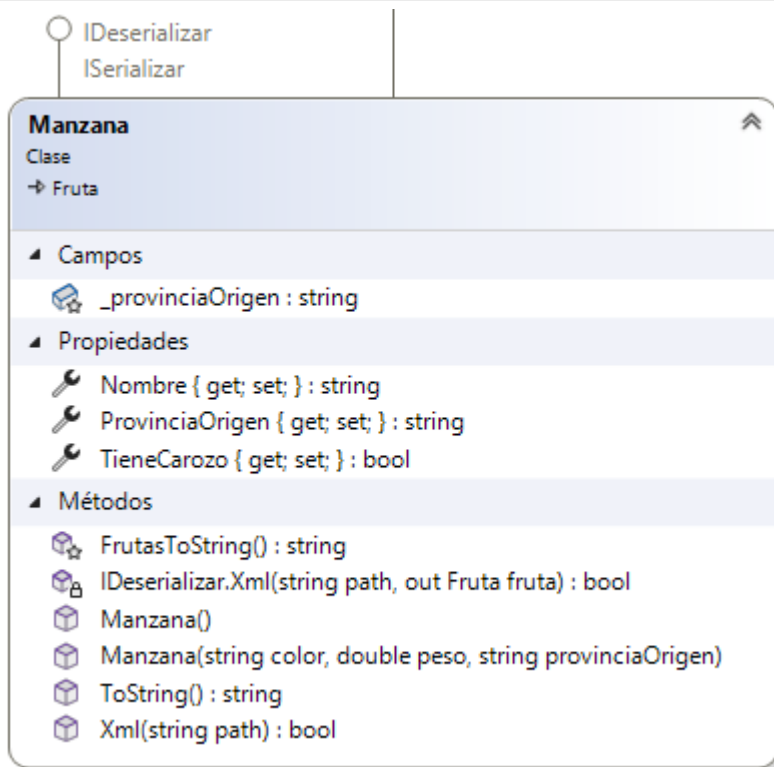 IDeserializar
ISerializar
Manzana
Clase
Fruta
Campos
_provinciaOrigen : string
Propiedades
Nombre { get; set; } : string
ProvinciaOrigen { get; set; } : string
TieneCarozo { get; set; } : bool
Métodos
FrutasToString() : string
IDeserializar.Xml(string path, out Fruta fruta) : bool
Manzana()
Manzana(string color, double peso, string provinciaOrigen)
ToString() : string
Xml(string path) : bool